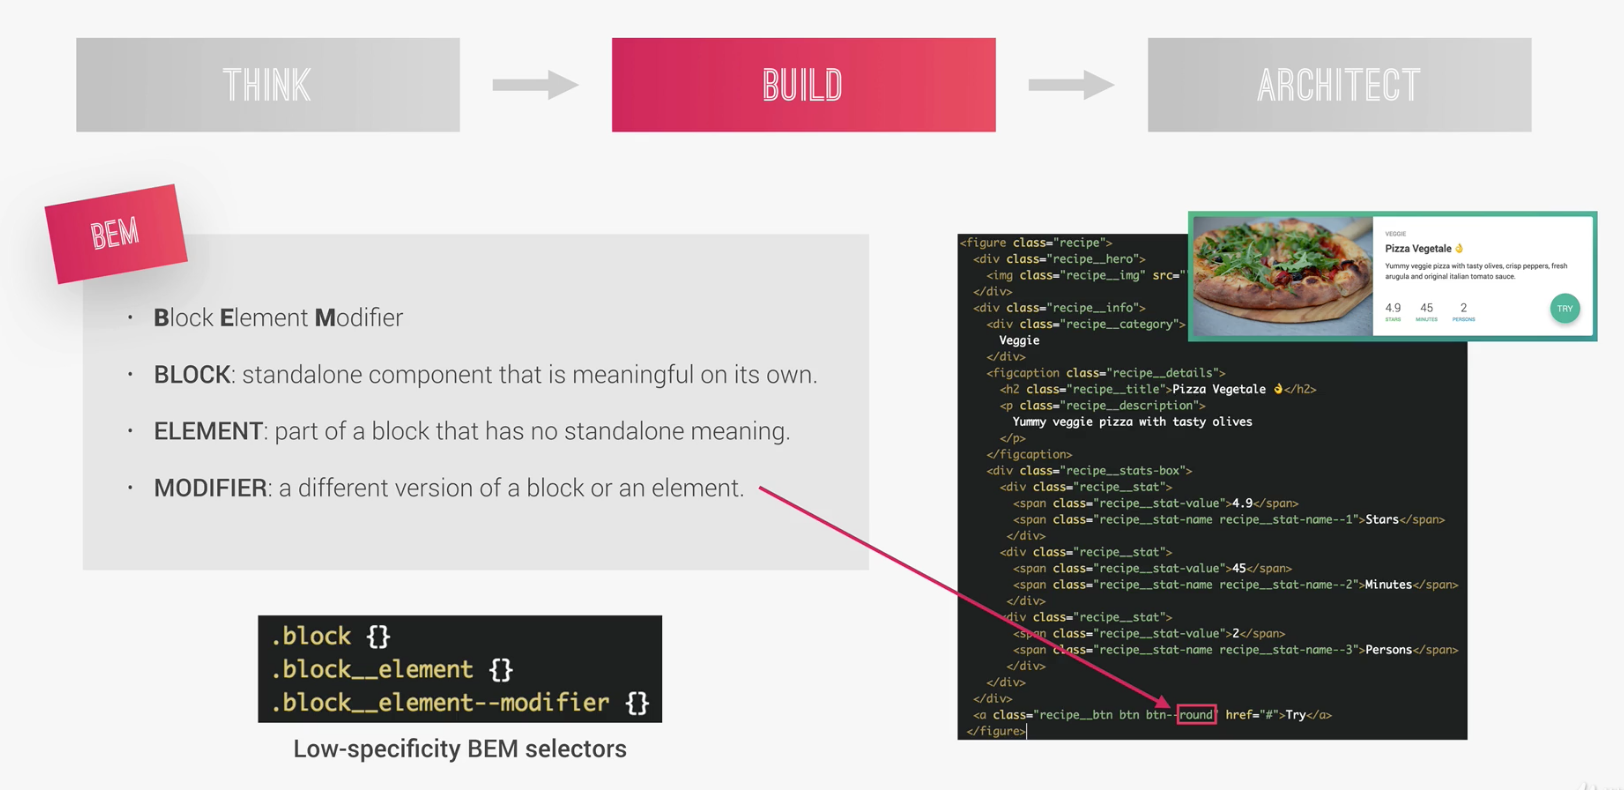 THINK
BUILD
ARCHITECT
BEM
· Block Element Modifier
· BLOCK: standalone component that is meaningful on its own.
· ELEMENT: part of a block that has no standalone meaning.
· MODIFIER: a different version of a block or an element.
.block {}
.block__element {}
.block__element--modifier {}
Low-specificity BEM selectors
<figure class="recipe">
<div class="recipe__hero">
<img class="recipe__img" src="
</div>
<div class="recipe__info">
<div class="recipe__category">
Veggie
</div>
<figcaption class="recipe__details">
<h2 class="recipe__title">Pizza Vegetale 👌</h2>
<p class="recipe__description">
Yummy veggie pizza with tasty olives
</p>
</figcaption>
<div class="recipe__stats-box">
<div class="recipe__stat">
<span class="recipe__stat-value">4.9</span>
<span class="recipe__stat-name recipe__stat-name--1">Stars</span>
</div>
<div class="recipe__stat">
<span class="recipe__stat-value">45</span>
<span class="recipe__stat-name recipe__stat-name--2">Minutes</span>
</div>
<div class="recipe__stat">
<span class="recipe__stat-value">2</span>
<span class="recipe__stat-name recipe__stat-name--3">Persons</span>
</div>
</div>
</div>
<a class="recipe__btn btn btn--round" href="#">Try</a>
</figure>
VEGGIE
Pizza Vegetale 👌
Yummy veggie pizza with tasty olives, crisp peppers, fresh
arugula and original italian tomato sauce.
4.9 45 2
STARS MINUTES PERSONS
TRY